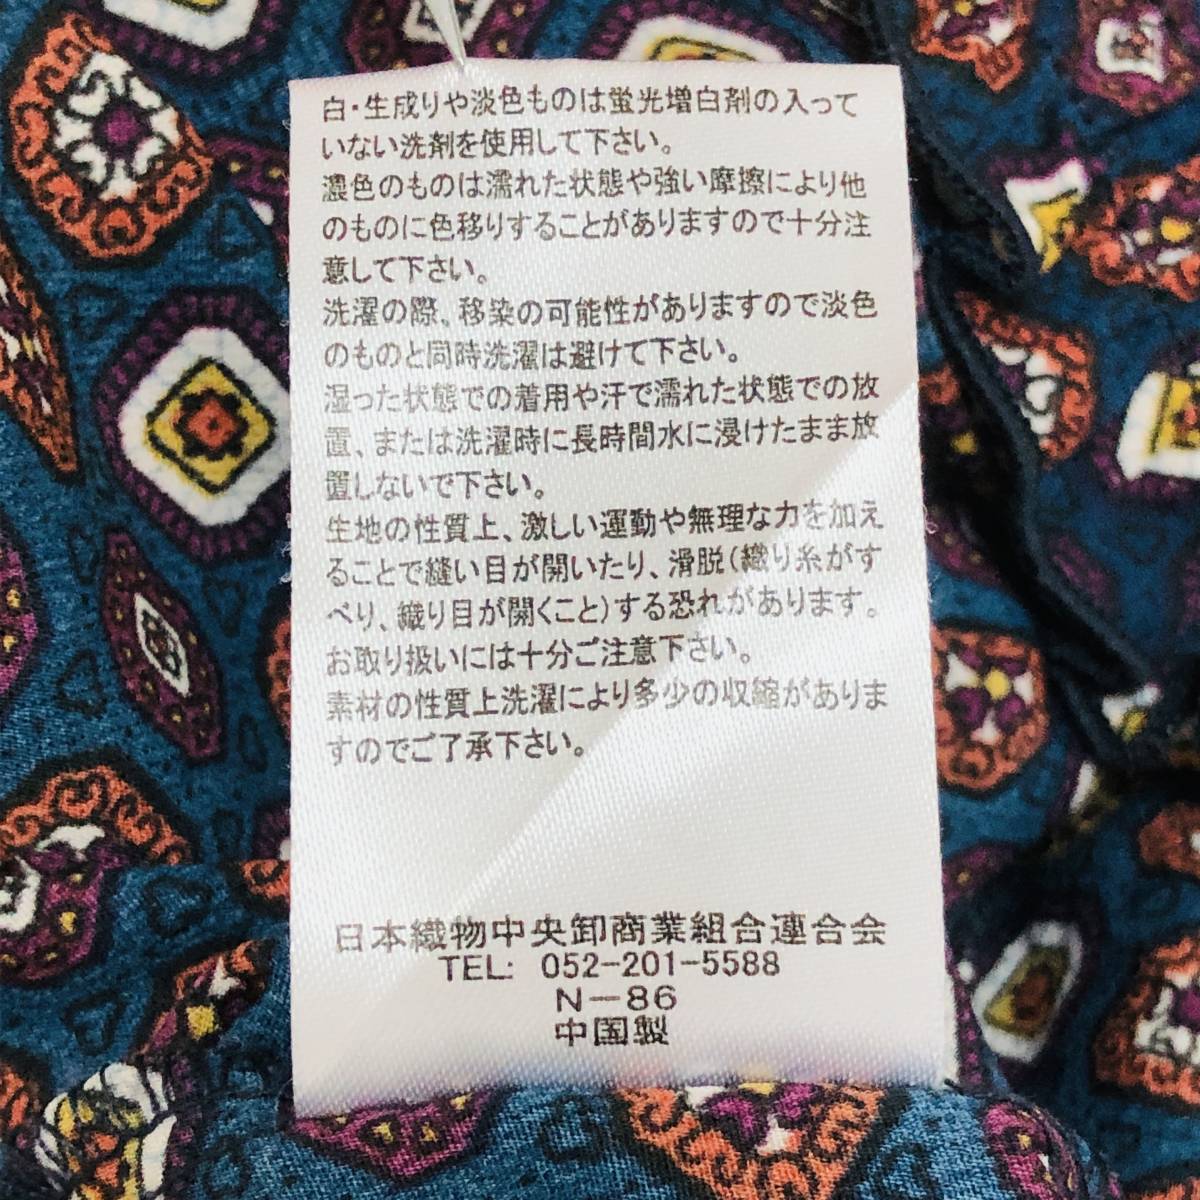 白・生成りや淡色ものは蛍光増白剤の入って
いない洗剤を使用して下さい。
濃色のものは濡れた状態や強い摩擦により他
のものに色移りすることがありますので十分注
意して下さい。
洗濯の際、移染の可能性がありますので淡色
のものと同時洗濯は避けて下さい。
湿った状態での着用や汗で濡れた状態での放
置、または洗濯時に長時間水に浸けたまま放
置しないで下さい。
生地の性質上、激しい運動や無理な力を加え
ることで縫い目が開いたり、滑脱(織り糸がす
べり、織り目が開くこと)する恐れがあります。
お取り扱いには十分ご注意下さい。
素材の性質上洗濯により多少の収縮がありま
すのでご了承下さい。
日本織物中央卸商業組合連合会
TEL: 052-201-5588
N-86
中国製